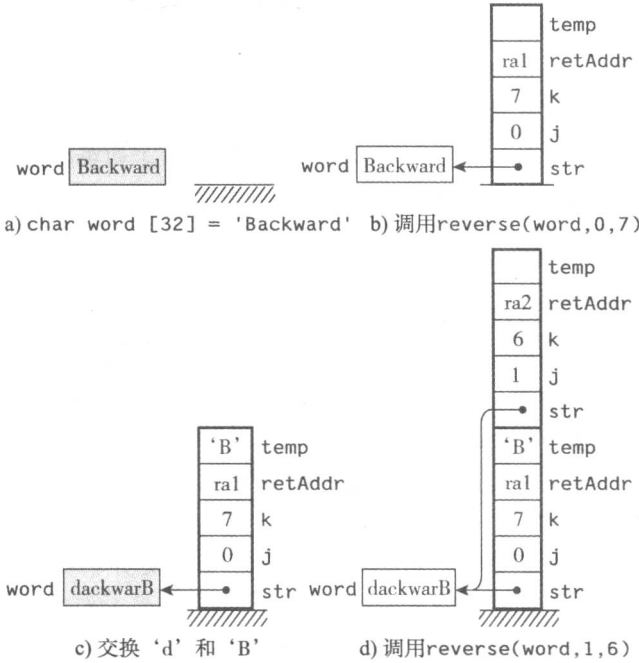 temp
ra1 retAddr
7 k
0 j
word Backward
word Backward str
a) char word [32] = 'Backward' b) 调用reverse(word,0,7)
temp
ra2 retAddr
6 k
1 j
str
'B' temp
ra1 retAddr
7 k
0 j
word dackwarB str
c) 交换‘d’和‘B’
‘B’ temp
ra1 retAddr
7 k
0 j
word dackwarB str
d) 调用reverse(word,1,6)